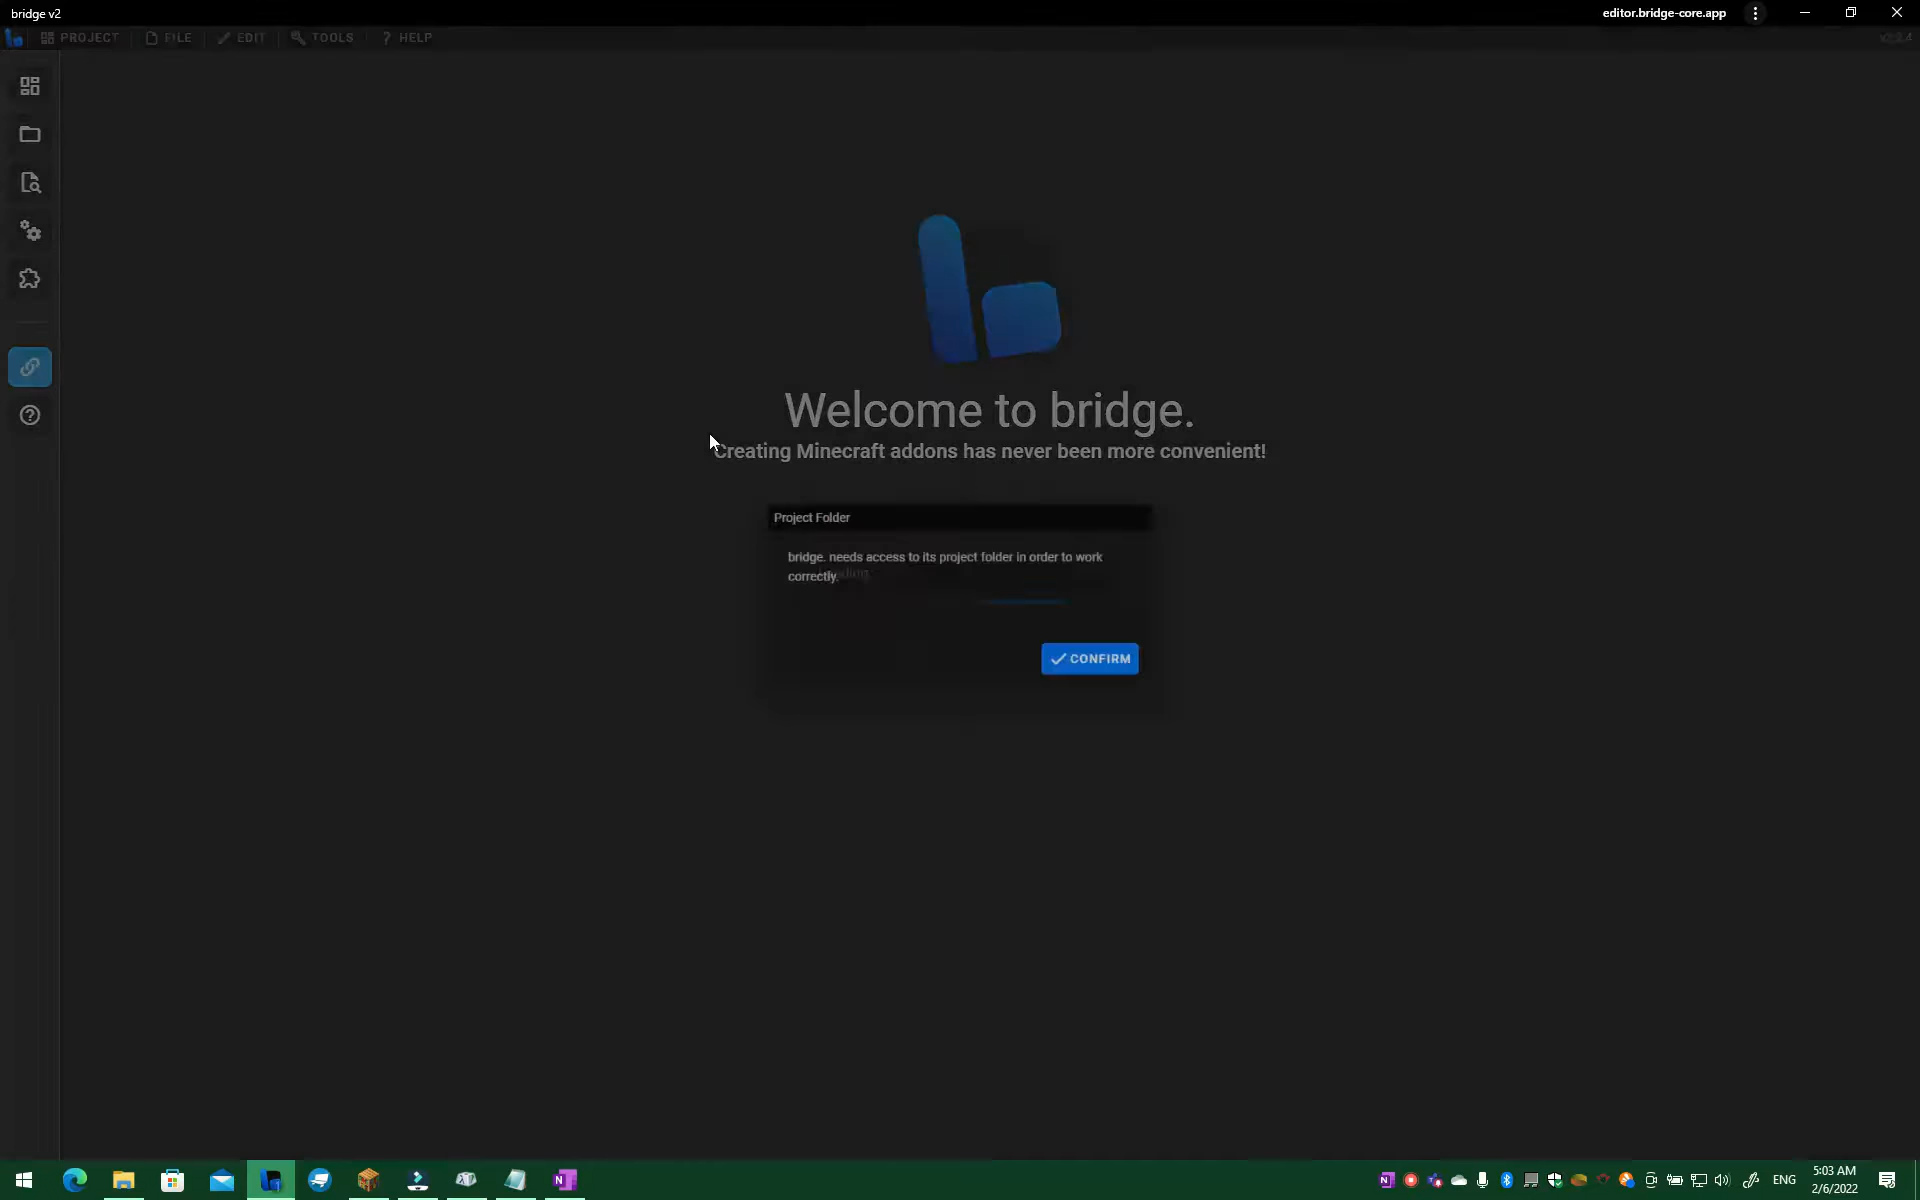 bridge v2
editor.bridge-core.app
PROJECT FILE EDIT TOOLS ? HELP
Welcome to bridge.
Creating Minecraft addons has never been more convenient!
Project Folder
bridge. needs access to its project folder in order to work
correctly.
CONFIRM
ENG
5:03 AM
2/6/2022